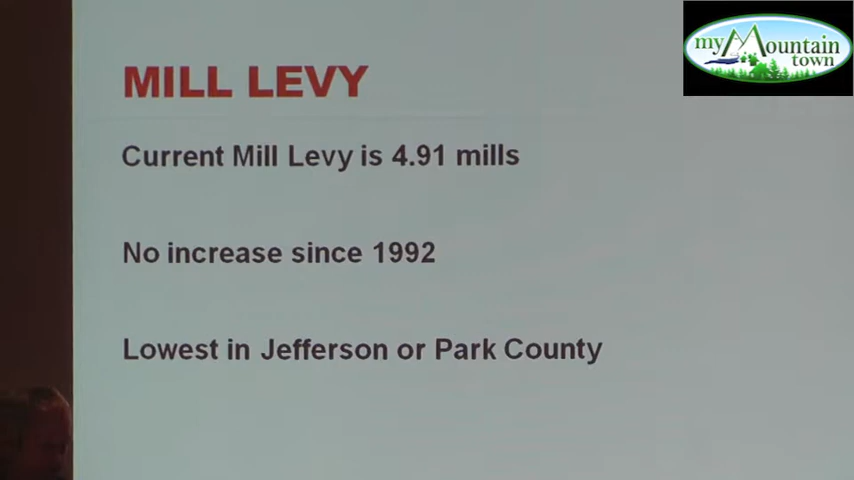 my Mountain
town
MILL LEVY
Current Mill Levy is 4.91 mills
No increase since 1992
Lowest in Jefferson or Park County